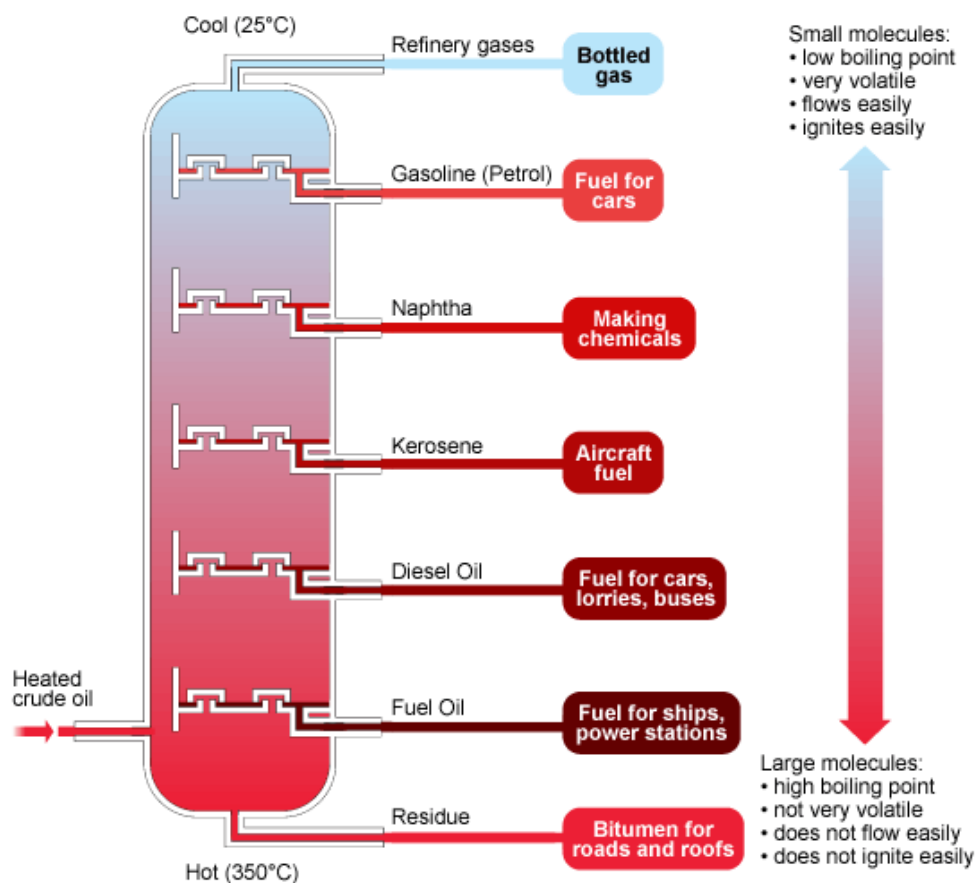 Cool (25°C)
Refinery gases
Bottled
gas
Small molecules:
• low boiling point
• very volatile
• flows easily
• ignites easily
Gasoline (Petrol)
Fuel for
cars
Naphtha
Making
chemicals
Kerosene
Aircraft
fuel
Diesel Oil
Fuel for cars,
lorries, buses
Heated
crude oil
Fuel Oil
Fuel for ships,
power stations
Large molecules:
• high boiling point
• not very volatile
• does not flow easily
• does not ignite easily
Residue
Bitumen for
roads and roofs
Hot (350°C)